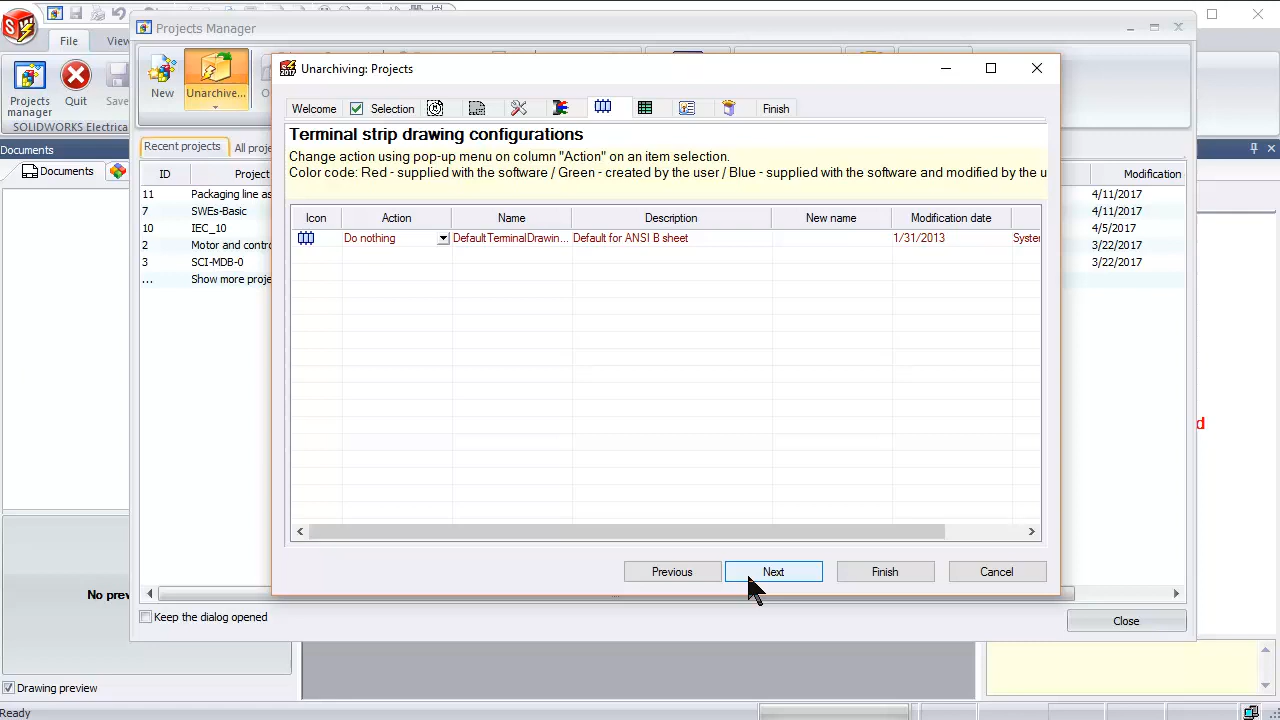 File
View
Projects
manager
Quit
Save
SOLIDWORKS Electrica
Documents
Documents
No prev
Drawing preview
Ready
Projects Manager
New
Unarchive...
Recent projects
All proje
ID
Project
Modification
11
Packaging line as
4/11/2017
7
SWEs-Basic
4/11/2017
10
IEC_10
4/5/2017
2
Motor and contro
3/22/2017
3
SCI-MDB-0
3/22/2017
...
Show more proje
Keep the dialog opened
Close
d
Unarchiving: Projects
Welcome
Selection
Finish
Terminal strip drawing configurations
Change action using pop-up menu on column "Action" on an item selection.
Color code: Red - supplied with the software / Green - created by the user / Blue - supplied with the software and modified by the u
Icon
Action
Name
Description
New name
Modification date
Do nothing
DefaultTerminalDrawin...
Default for ANSI B sheet
1/31/2013
System
Previous
Next
Finish
Cancel